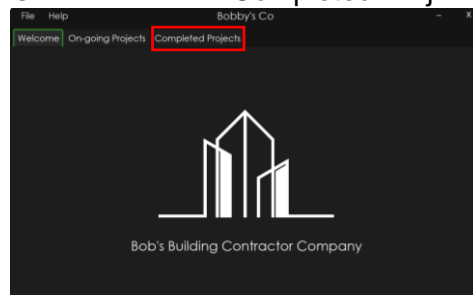 File Help Bobby's Co - x
Welcome On-going Projects Completed Projects
Bob's Building Contractor Company